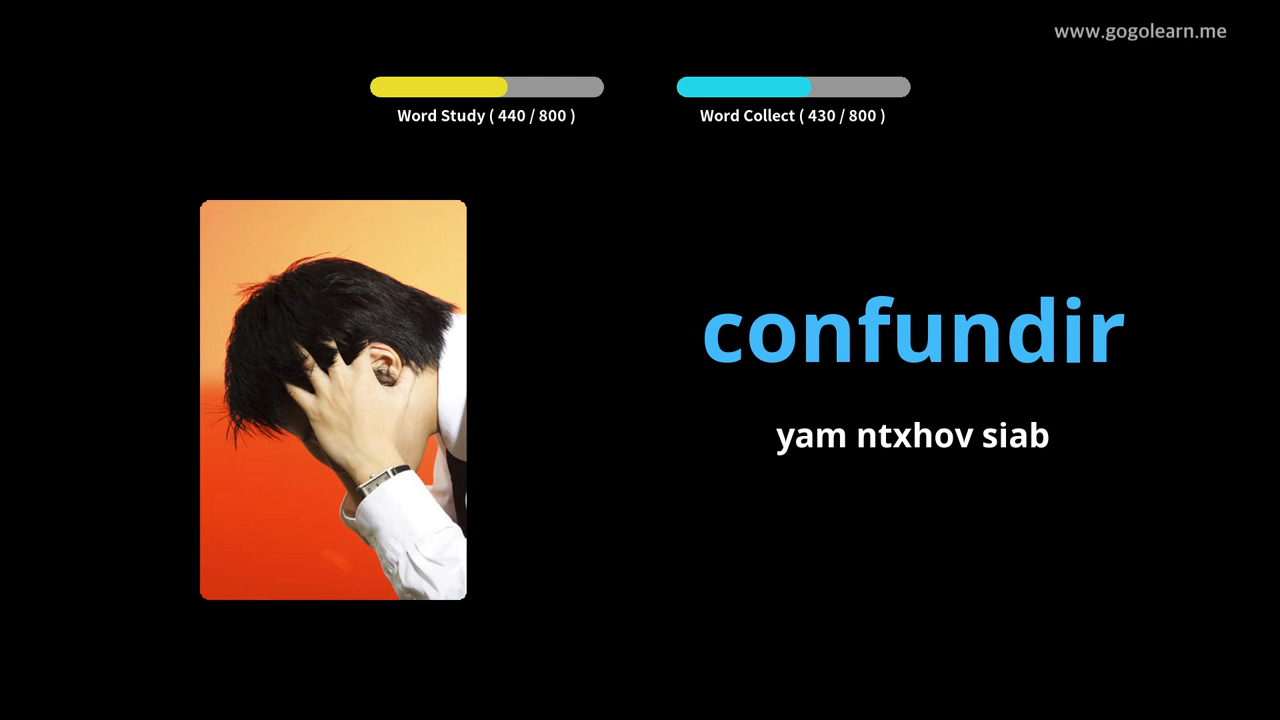 www.gogolearn.me
Word Study ( 440 / 800 )
Word Collect ( 430 / 800 )
confundir
yam ntxhov siab